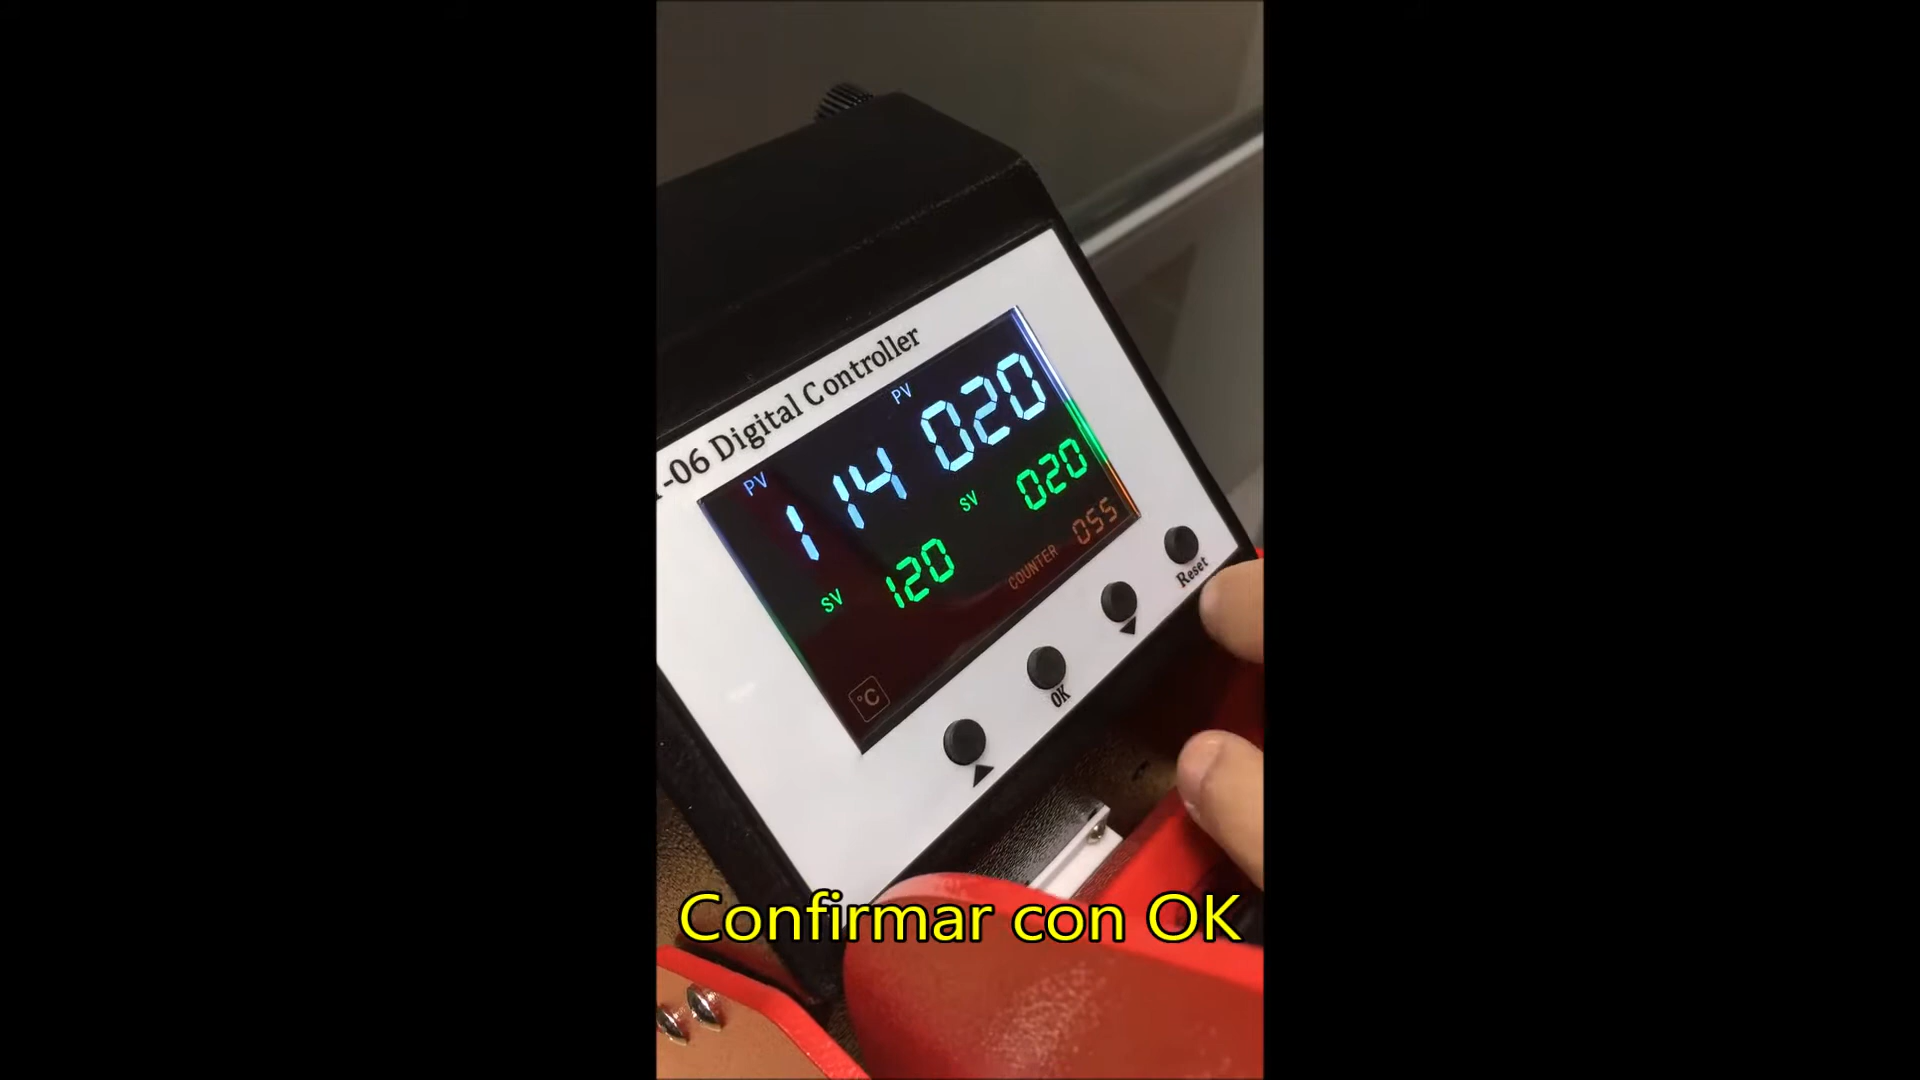 -06 Digital Controller
PV
PV
114
020
SV
SV
120
020
COUNTER 055
°C
OK
Reset
Confirmar con OK